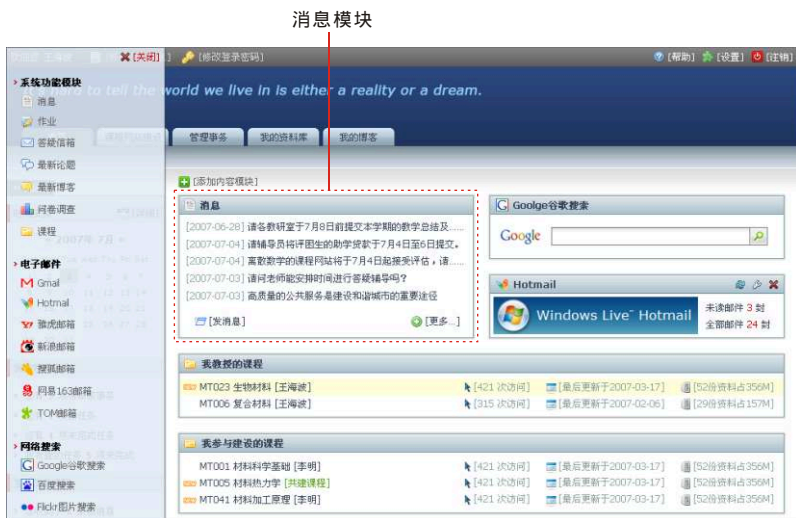 消息模块
[关闭]
[修改登录密码]
[帮助] [设置] [注销]
It's hard to tell the world we live in is either a reality or a dream.
系统功能模块
消息
作业
答疑信箱
最新论题
最新博客
问卷调查
课程
电子邮件
Gmal
Hotmal
雅虎邮箱
新浪邮箱
搜狐邮箱
网易163邮箱
TOM邮箱
网络搜索
Google谷歌搜索
百度搜索
Flickr图片搜索
管理事务 我的资料库 我的博客
[添加内容模块]
消息
[2007-06-28] 请各教研室于7月8日前提交本学期的教学总结及......
[2007-07-04] 请辅导员将评困生的助学贷款于7月4日至6日提交。
[2007-07-04] 离散数学的课程网站将于7月4日起接受评估，请......
[2007-07-03] 请问老师能安排时间进行答疑辅导吗？
[2007-07-03] 高质量的公共服务是建设和谐城市的重要途径
[发消息] [更多...]
Goolge谷歌搜索
Google
Hotmail
Windows Live™ Hotmail
未读邮件 3 封
全部邮件 24 封
我教授的课程
MT023 生物材料 [王海波] [421 次访问] [最后更新于2007-03-17] [52份资料占356M]
MT006 复合材料 [王海波] [315 次访问] [最后更新于2007-02-06] [29份资料占157M]
我参与建设的课程
MT001 材料科学基础 [李明] [421 次访问] [最后更新于2007-03-17] [52份资料占356M]
MT005 材料热力学 [共建课程] [421 次访问] [最后更新于2007-03-17] [52份资料占356M]
MT041 材料加工原理 [李明] [421 次访问] [最后更新于2007-03-17] [52份资料占356M]